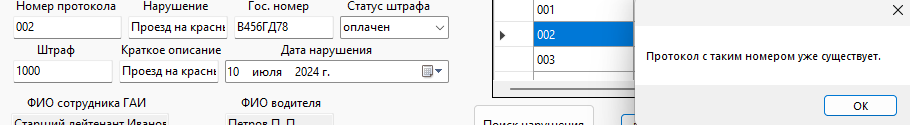 Номер протокола Нарушение Гос. номер Статус штрафа
002 Проезд на красн В456ГД78 оплачен
Штраф Краткое описание Дата нарушения
1000 Проезд на красн 10 июля 2024 г.
ФИО сотрудника ГАИ ФИО водителя
Старший лейтенант Иванов Петров П. П.
001
002
003
Поиск нарушения
Протокол с таким номером уже существует.
OK